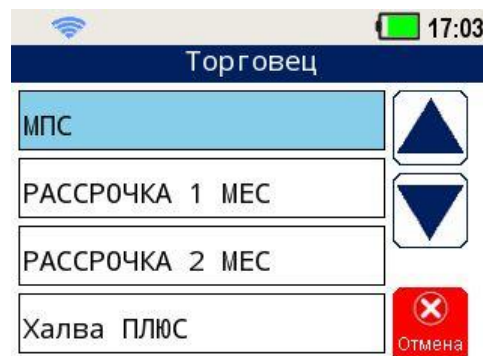 17:03
Торговец
МПС
РАССРОЧКА 1 МЕС
РАССРОЧКА 2 МЕС
Халва ПЛЮС
Отмена